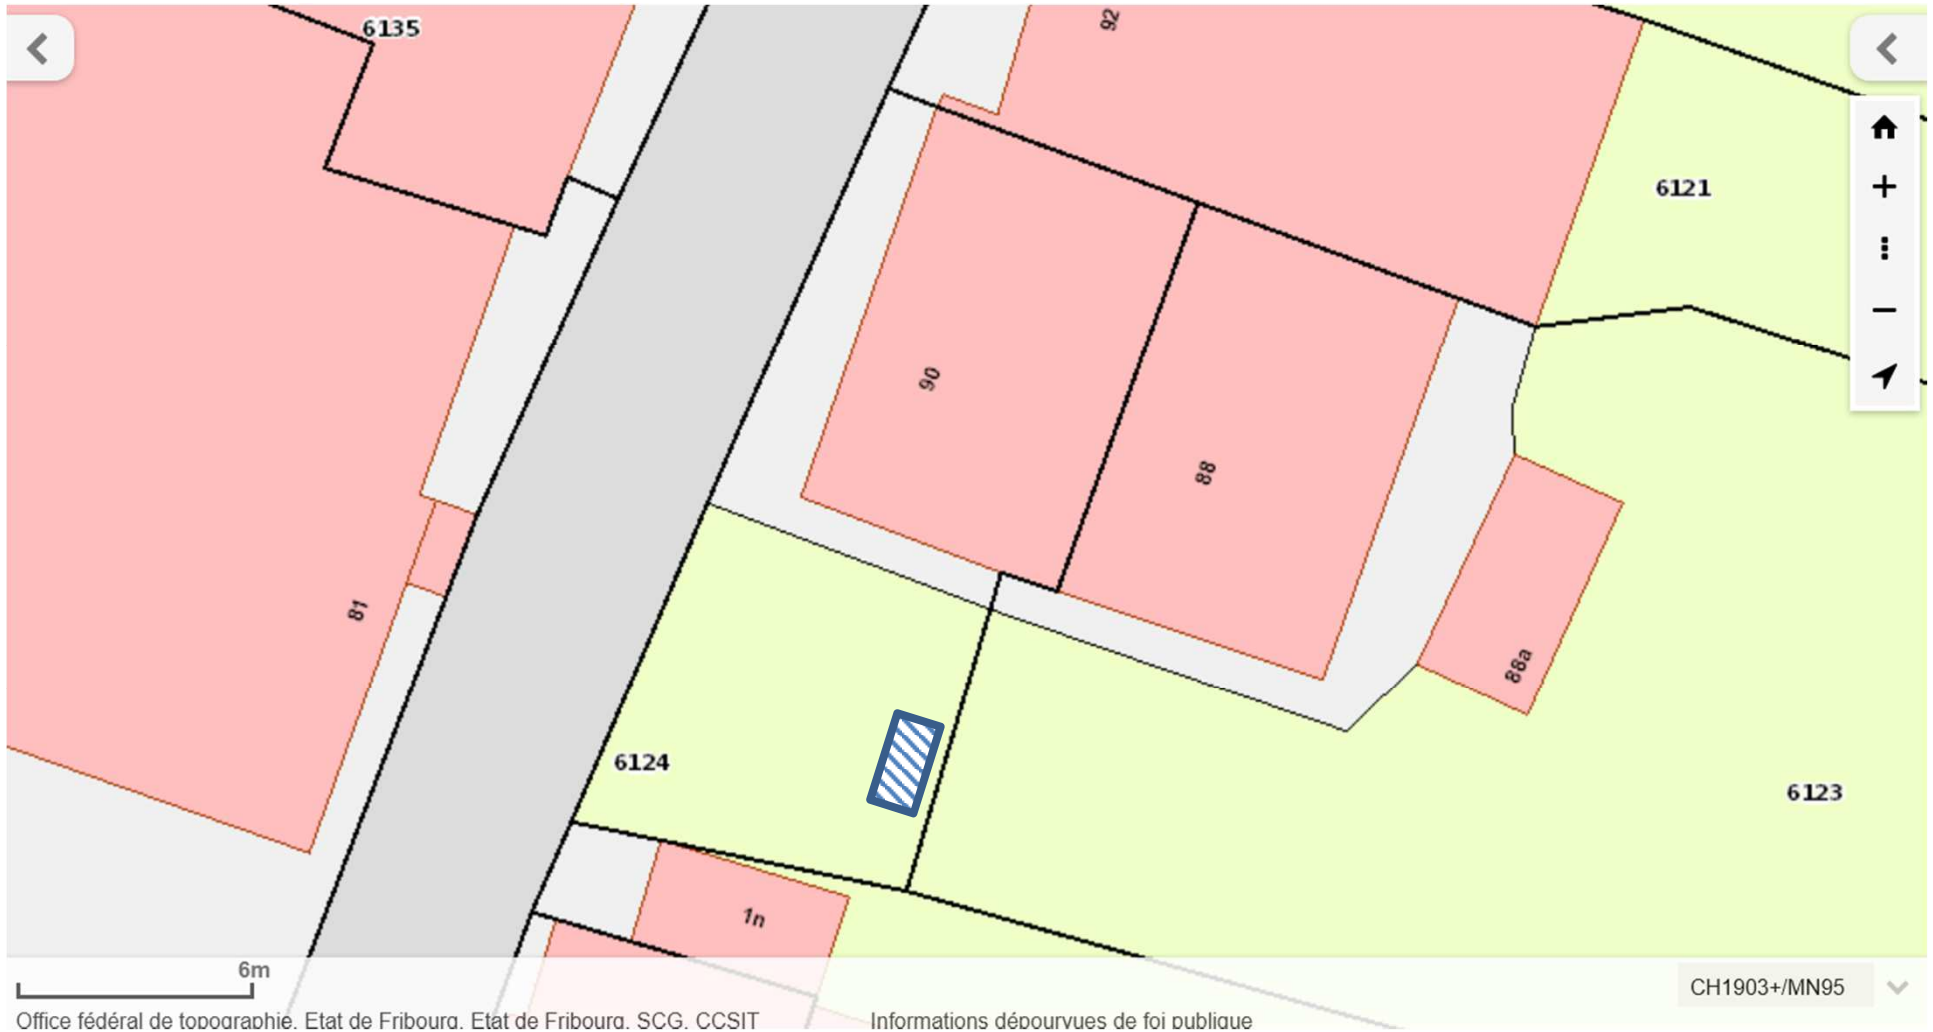 6135
92
6121
90
88
81
88a
6124
6123
1n
6m
CH1903+/MN95
Office fédéral de topographie, Etat de Fribourg, Etat de Fribourg, SCG, CCSIT
Informations dépourvues de foi publique